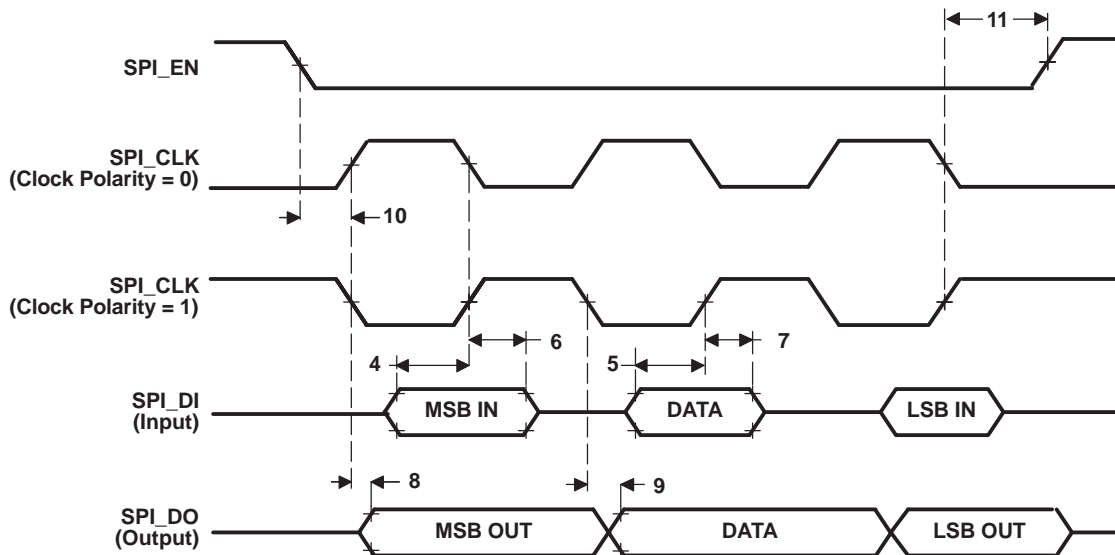 11
SPI_EN
SPI_CLK
(Clock Polarity = 0)
10
SPI_CLK
(Clock Polarity = 1)
4
6
5
7
SPI_DI
(Input)
MSB IN
DATA
LSB IN
8
9
SPI_DO
(Output)
MSB OUT
DATA
LSB OUT